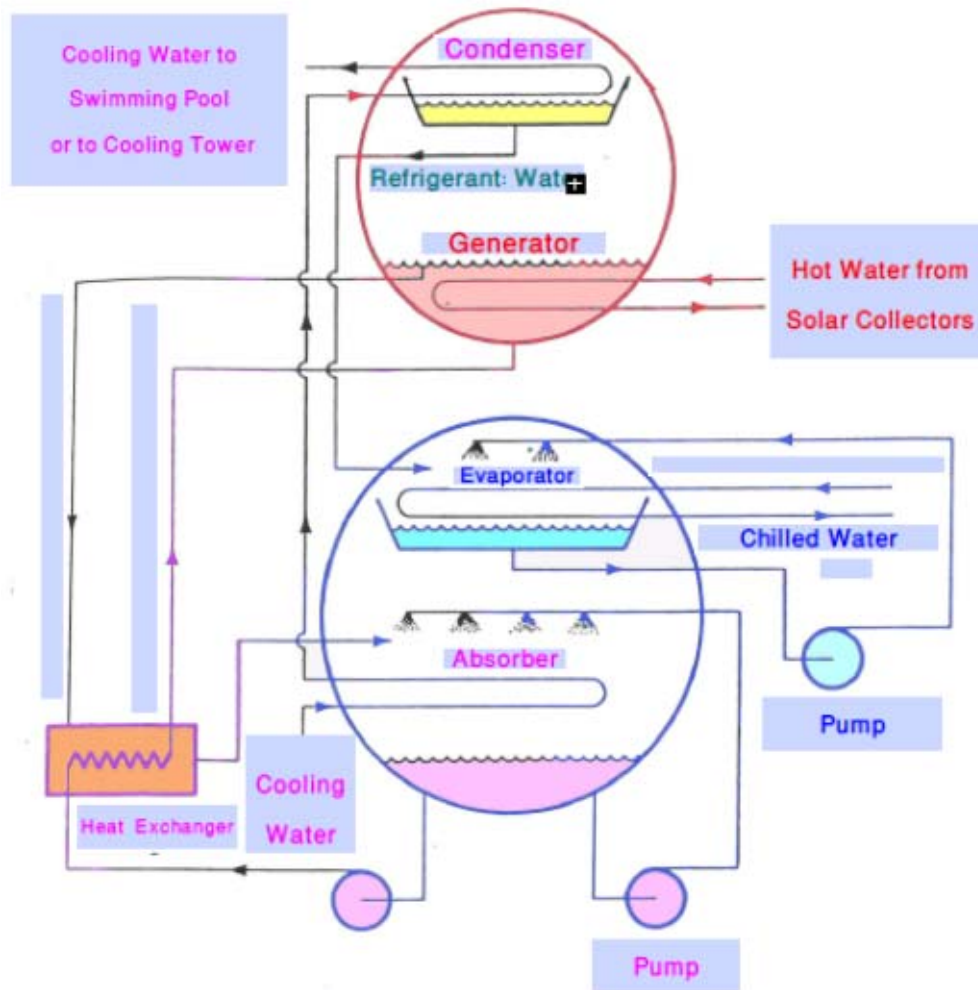 Condenser
Cooling Water to
Swimming Pool
or to Cooling Tower
Refrigerant: Water
Generator
Hot Water from
Solar Collectors
Evaporator
Chilled Water
Absorber
Pump
Cooling
Water
Heat Exchanger
Pump